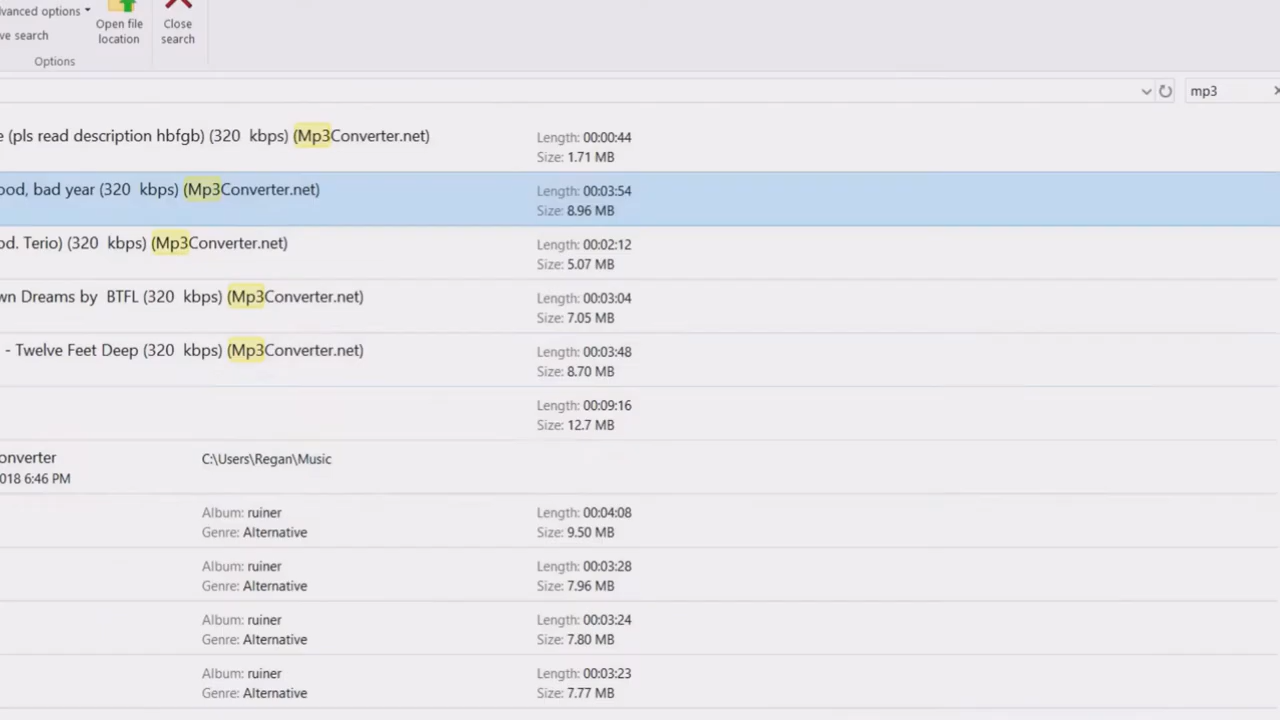 dvanced options
ve search
Open file
location
Close
search
Options
mp3
e (pls read description hbfgb) (320 kbps) (Mp3Converter.net)
Length: 00:00:44
Size: 1.71 MB
ood, bad year (320 kbps) (Mp3Converter.net)
Length: 00:03:54
Size: 8.96 MB
od. Terio) (320 kbps) (Mp3Converter.net)
Length: 00:02:12
Size: 5.07 MB
wn Dreams by BTFL (320 kbps) (Mp3Converter.net)
Length: 00:03:04
Size: 7.05 MB
- Twelve Feet Deep (320 kbps) (Mp3Converter.net)
Length: 00:03:48
Size: 8.70 MB
Length: 00:09:16
Size: 12.7 MB
onverter
018 6:46 PM
C:\Users\Regan\Music
Album: ruiner
Genre: Alternative
Length: 00:04:08
Size: 9.50 MB
Album: ruiner
Genre: Alternative
Length: 00:03:28
Size: 7.96 MB
Album: ruiner
Genre: Alternative
Length: 00:03:24
Size: 7.80 MB
Album: ruiner
Genre: Alternative
Length: 00:03:23
Size: 7.77 MB